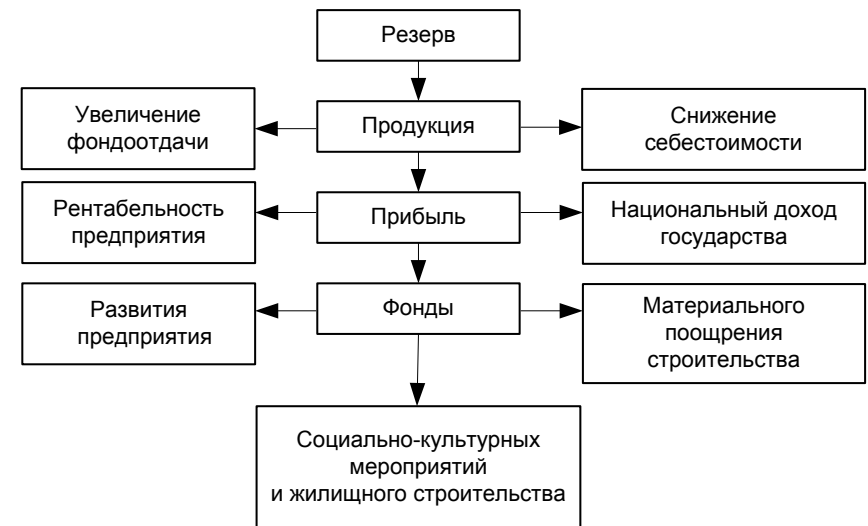 Резерв
Увеличение
фондоотдачи
Продукция
Снижение
себестоимости
Рентабельность
предприятия
Прибыль
Национальный доход
государства
Развития
предприятия
Фонды
Материального
поощрения
строительства
Социально-культурных
мероприятий
и жилищного строительства